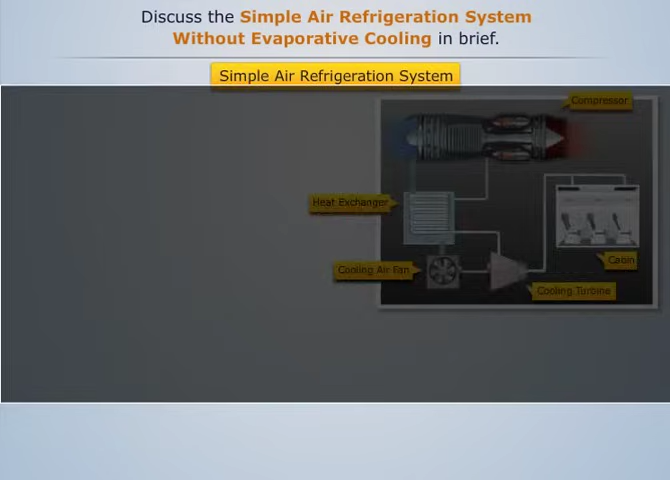 Discuss the Simple Air Refrigeration System
Without Evaporative Cooling in brief.
Simple Air Refrigeration System
Compressor
Heat Exchanger
Cabin
Cooling Air Fan
Cooling Turbine